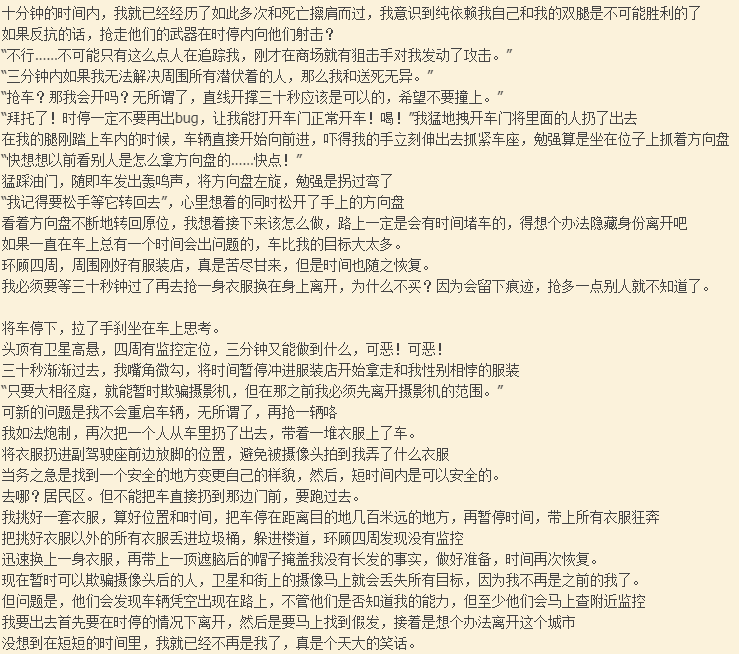 十分钟的时间内，我就已经经历了如此多次和死亡擦肩而过，我意识到纯依赖我自己和我的双腿是不可能胜利的了
如果反抗的话，抢走他们的武器在时停内向他们射击？
“不行……不可能只有这么点人在追踪我，刚才在商场就有狙击手对我发动了攻击。”
“三分钟内如果我无法解决周围所有潜伏着的人，那么我和送死无异。”
“抢车？那我会开吗？无所谓了，直线开撑三十秒应该是可以的，希望不要撞上。”
“拜托了！时停一定不要再出bug，让我能打开车门正常开车！喝！”我猛地拽开车门将里面的人扔了出去
在我的腿刚踏上车内的时候，车辆直接开始向前进，吓得我的手立刻伸出去抓紧车座，勉强算是坐在位子上抓着方向盘
“快想想以前看别人是怎么拿方向盘的……快点！”
猛踩油门，随即车发出轰鸣声，将方向盘左旋，勉强是拐过弯了
“我记得要松手等它转回去”，心里想着的同时松开了手上的方向盘
看着方向盘不断地转回原位，我想着接下来该怎么做，路上一定是会有时间堵车的，得想个办法隐藏身份离开吧
如果一直在车上总有一个时间会出问题的，车比我的目标大太多。
环顾四周，周围刚好有服装店，真是苦尽甘来，但是时间也随之恢复。
我必须要等三十秒钟过了再去抢一身衣服换在身上离开，为什么不买？因为会留下痕迹，抢多一点别人就不知道了。
将车停下，拉了手刹坐在车上思考。
头顶有卫星高悬，四周有监控定位，三分钟又能做到什么，可恶！可恶！
三十秒渐渐过去，我嘴角微勾，将时间暂停冲进服装店开始拿走和我性别相悖的服装
“只要大相径庭，就能暂时欺骗摄影机，但在那之前我必须先离开摄影机的范围。”
可新的问题是我不会重启车辆，无所谓了，再抢一辆咯
我如法炮制，再次把一个人从车里扔了出去，带着一堆衣服上了车。
将衣服扔进副驾驶座前边放脚的位置，避免被摄像头拍到我弄了什么衣服
当务之急是找到一个安全的地方变更自己的样貌，然后，短时间内是可以安全的。
去哪？居民区。但不能把车直接扔到那边门前，要跑过去。
我挑好一套衣服，算好位置和时间，把车停在距离目的地几百米远的地方，再暂停时间，带上所有衣服狂奔
把挑好衣服以外的所有衣服丢进垃圾桶，躲进楼道，环顾四周发现没有监控
迅速换上一身衣服，再带上一顶遮脑后的帽子掩盖我没有长发的事实，做好准备，时间再次恢复。
现在暂时可以欺骗摄像头后的人，卫星和街上的摄像马上就会丢失所有目标，因为我不再是之前的我了。
但问题是，他们会发现车辆凭空出现在路上，不管他们是否知道我的能力，但至少他们会马上查附近监控
我要出去首先要在时停的情况下离开，然后是要马上找到假发，接着是想个办法离开这个城市
没想到在短短的时间里，我就已经不再是我了，真是个天大的笑话。